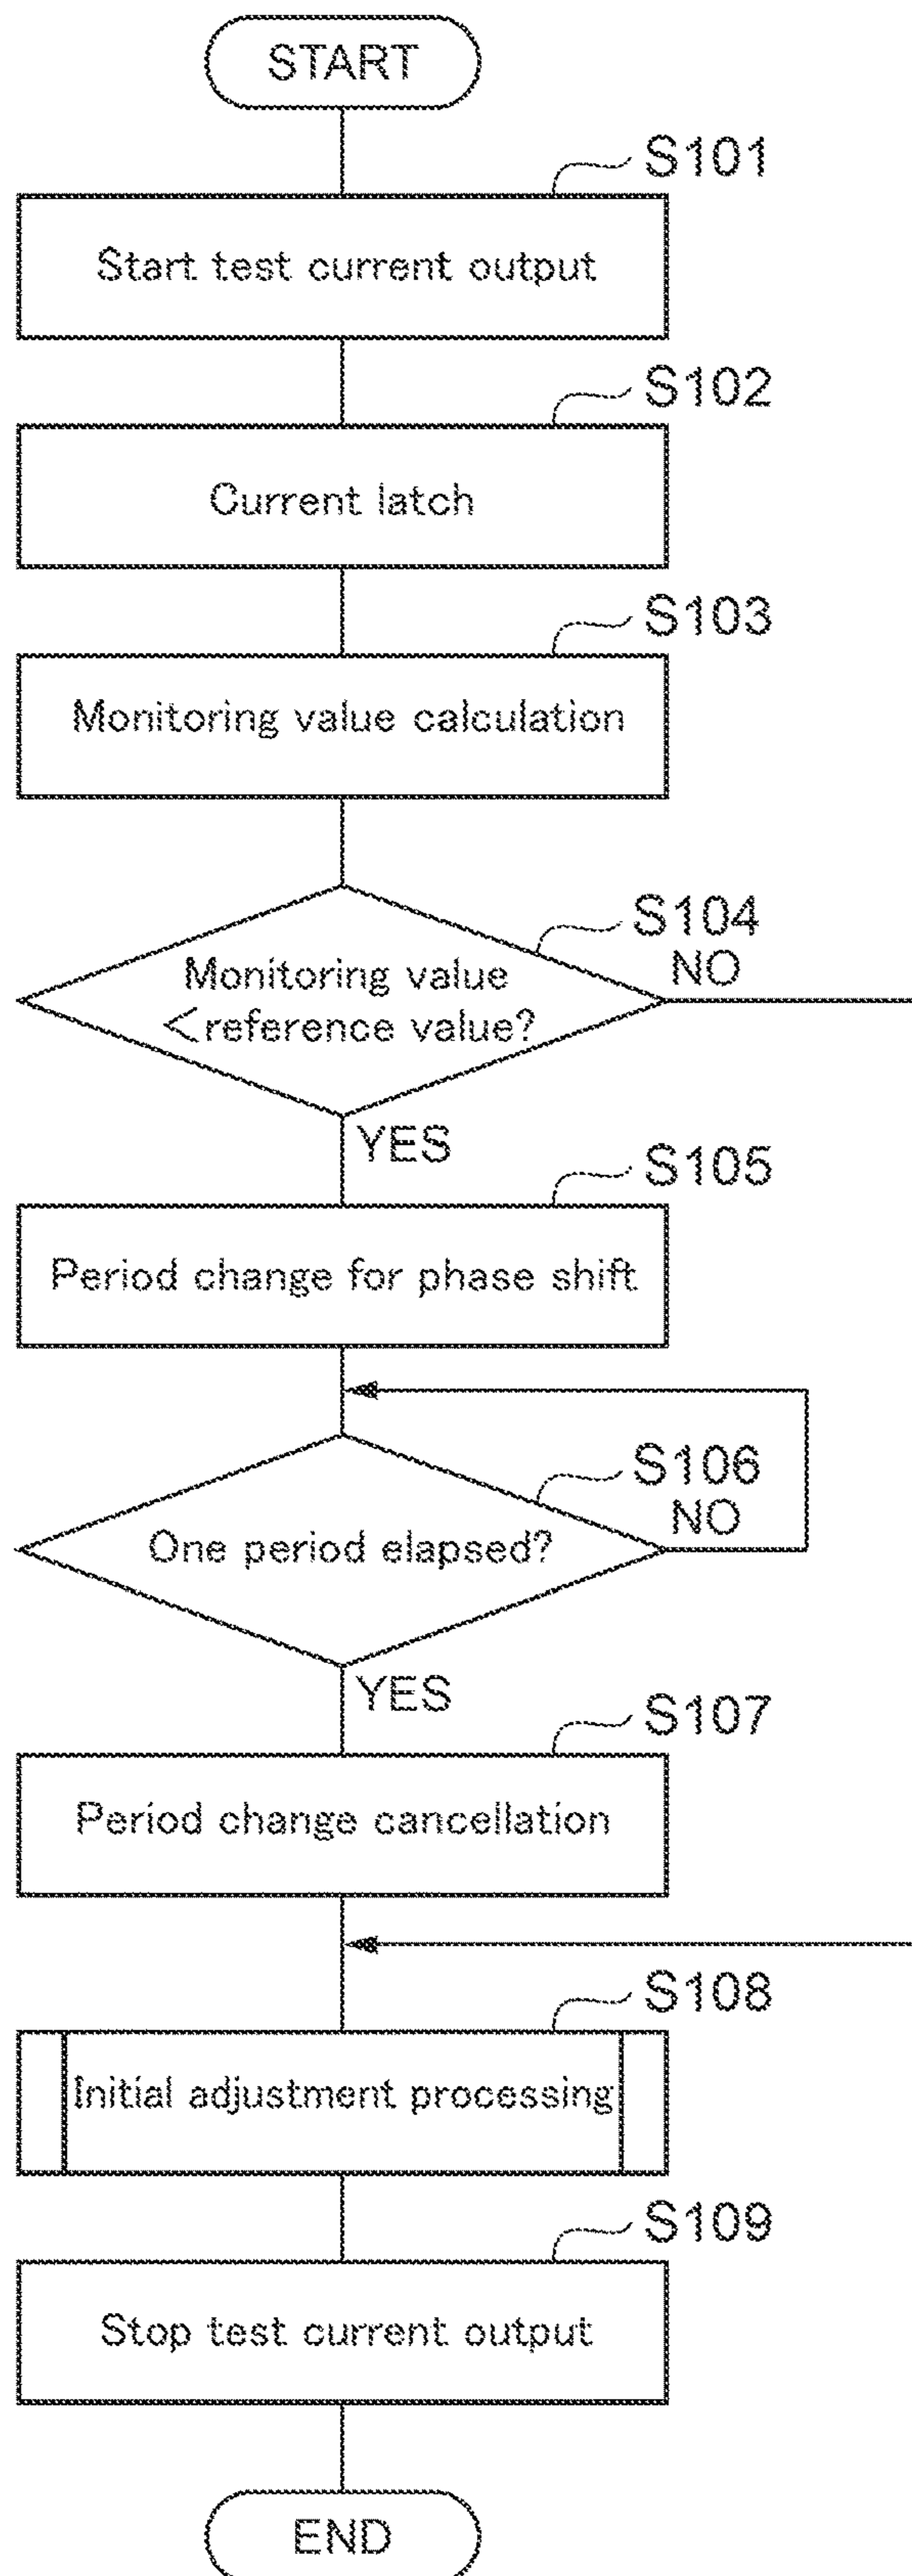 START
S101
Start test current output
S102
Current latch
S103
Monitoring value calculation
S104
NO
Monitoring value
<reference value?
YES
S105
Period change for phase shift
S106
NO
One period elapsed?
YES
S107
Period change cancellation
S108
Initial adjustment processing
S109
Stop test current output
END